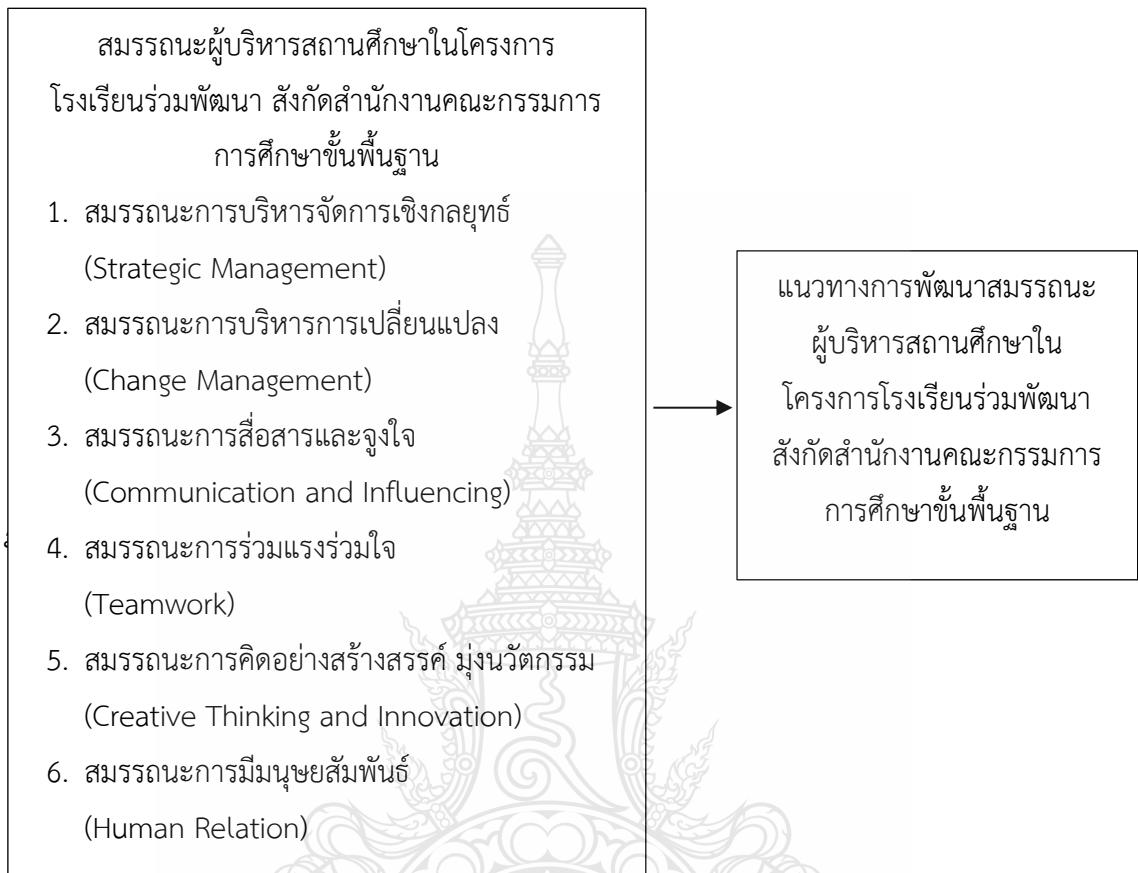 สมรรถนะผู้บริหารสถานศึกษาในโครงการ
โรงเรียนร่วมพัฒนา สังกัดสำนักงานคณะกรรมการ
การศึกษาขั้นพื้นฐาน
1. สมรรถนะการบริหารจัดการเชิงกลยุทธ์
(Strategic Management)
2. สมรรถนะการบริหารการเปลี่ยนแปลง
(Change Management)
3. สมรรถนะการสื่อสารและจูงใจ
(Communication and Influencing)
4. สมรรถนะการร่วมแรงร่วมใจ
(Teamwork)
5. สมรรถนะการคิดอย่างสร้างสรรค์ มุ่งนวัตกรรม
(Creative Thinking and Innovation)
6. สมรรถนะการมีมนุษยสัมพันธ์
(Human Relation)
แนวทางการพัฒนาสมรรถนะ
ผู้บริหารสถานศึกษาใน
โครงการโรงเรียนร่วมพัฒนา
สังกัดสำนักงานคณะกรรมการ
การศึกษาขั้นพื้นฐาน